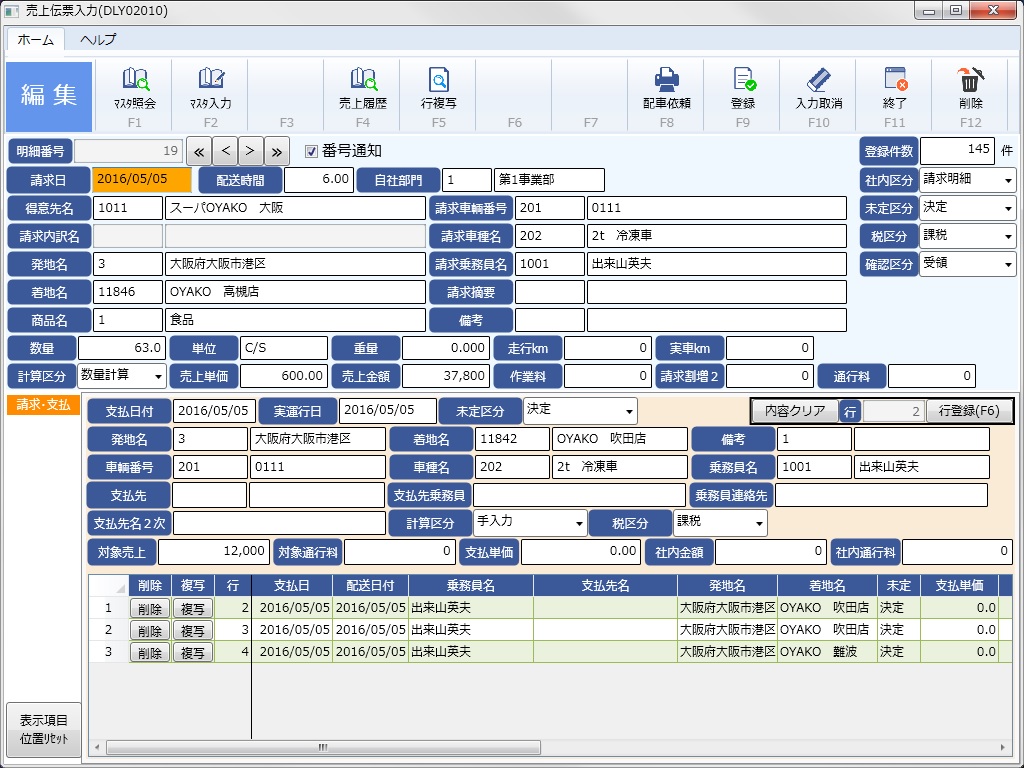 売上伝票入力(DLY02010)
ホーム ヘルプ
編集
ﾏｽﾀ照会 ﾏｽﾀ入力 売上履歴 行複写 配車依頼 登録 入力取消 終了 削除
F1 F2 F3 F4 F5 F6 F7 F8 F9 F10 F11 F12
明細番号 19 « < > » 番号通知 登録件数 145 件
請求日 2016/05/05 配送時間 6.00 自社部門 1 第1事業部 社内区分 請求明細
得意先名 1011 スーパOYAKO 大阪 請求車輌番号 201 0111 未定区分 決定
請求内訳名 請求車種名 202 2t 冷凍車 税区分 課税
発地名 3 大阪府大阪市港区 請求乗務員名 1001 出来山英夫 確認区分 受領
着地名 11846 OYAKO 高槻店 請求摘要
商品名 1 食品 備考
数量 63.0 単位 C/S 重量 0.000 走行km 0 実車km 0
計算区分 数量計算 売上単価 600.00 売上金額 37,800 作業料 0 請求割増２ 0 通行料 0
請求・支払
支払日付 2016/05/05 実運行日 2016/05/05 未定区分 決定 内容クリア 行 2 行登録(F6)
発地名 3 大阪府大阪市港区 着地名 11842 OYAKO 吹田店 備考 1
車輌番号 201 0111 車種名 202 2t 冷凍車 乗務員名 1001 出来山英夫
支払先 支払先乗務員 乗務員連絡先
支払先名２次 計算区分 手入力 税区分 課税
対象売上 12,000 対象通行料 0 支払単価 0.00 社内金額 0 社内通行料 0
削除 複写 行 支払日 配送日付 乗務員名 支払先名 発地名 着地名 未定 支払単価
1 削除 複写 2 2016/05/05 2016/05/05 出来山英夫 大阪府大阪市港区 OYAKO 吹田店 決定 0.0
2 削除 複写 3 2016/05/05 2016/05/05 出来山英夫 大阪府大阪市港区 OYAKO 吹田店 決定 0.0
3 削除 複写 4 2016/05/05 2016/05/05 出来山英夫 大阪府大阪市港区 OYAKO 難波 決定 0.0
表示項目
位置ﾘｾｯﾄ